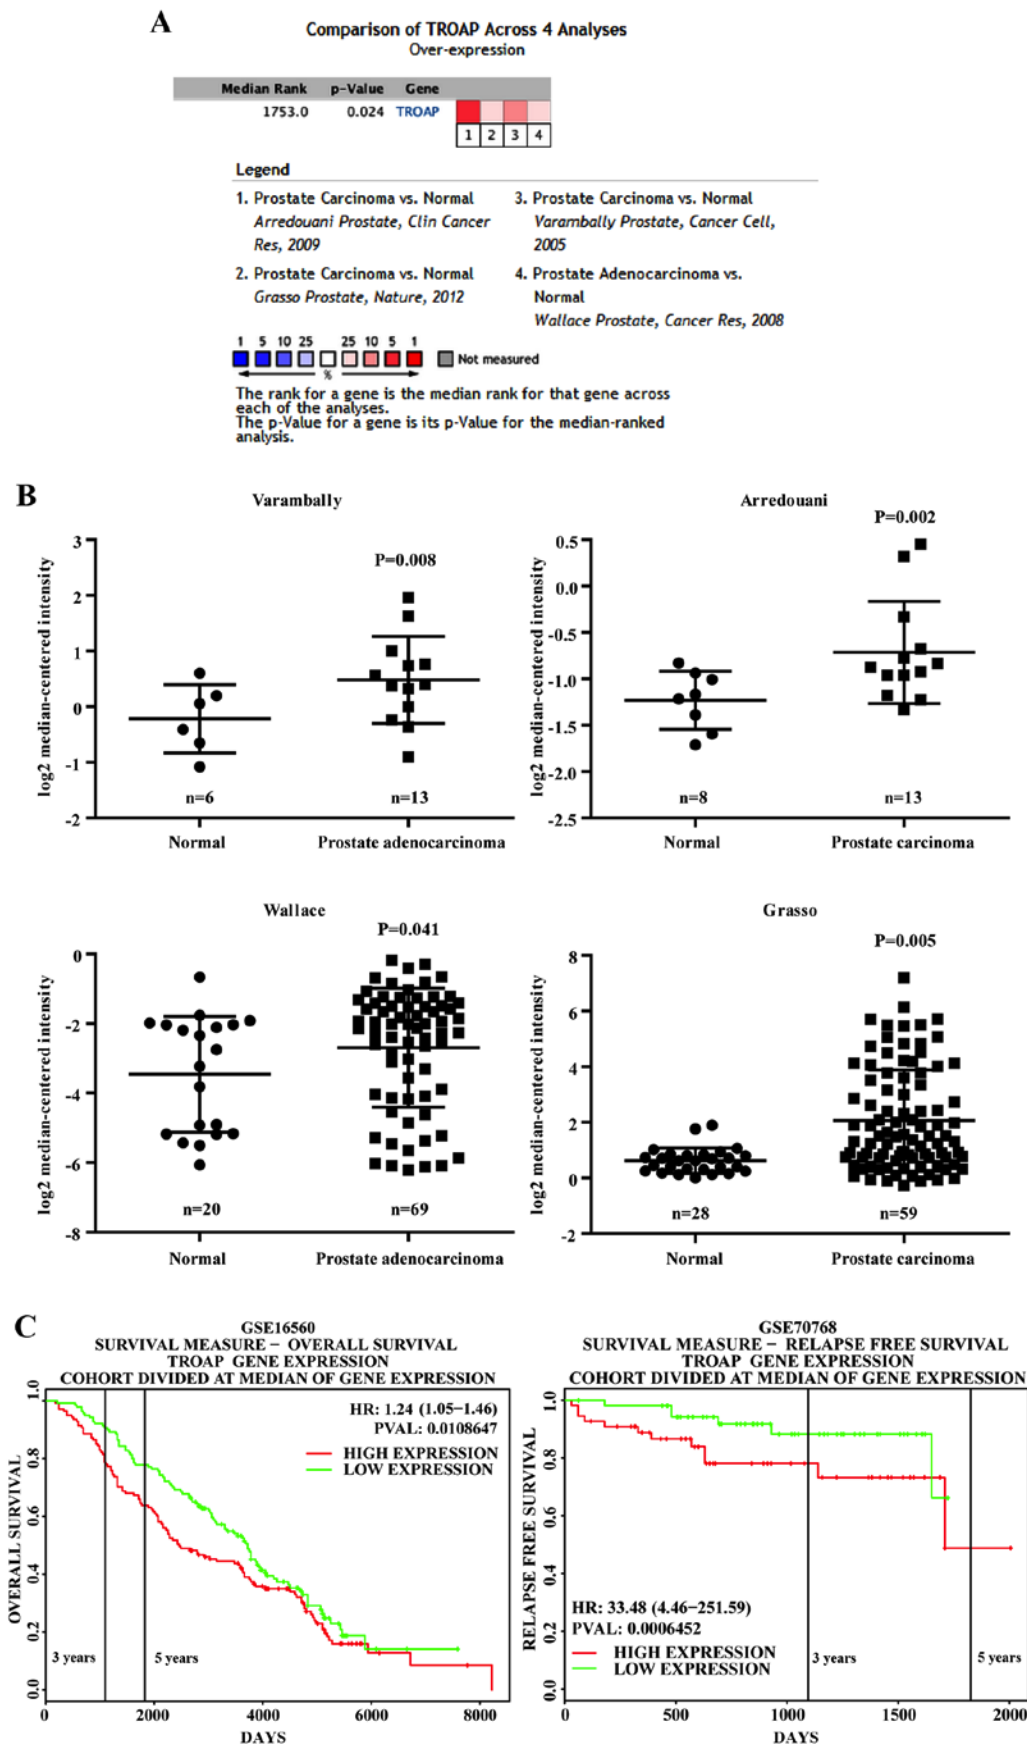 A
Comparison of TROAP Across 4 Analyses
Over-expression
Median Rank p-Value Gene
1753.0 0.024 TROAP
1 2 3 4
Legend
1. Prostate Carcinoma vs. Normal
Arredouani Prostate, Clin Cancer
Res, 2009
2. Prostate Carcinoma vs. Normal
Grasso Prostate, Nature, 2012
3. Prostate Carcinoma vs. Normal
Varambally Prostate, Cancer Cell,
2005
4. Prostate Adenocarcinoma vs.
Normal
Wallace Prostate, Cancer Res, 2008
1 5 10 25 25 10 5 1
%
Not measured
The rank for a gene is the median rank for that gene across
each of the analyses.
The p-Value for a gene is its p-Value for the median-ranked
analysis.
B
Varambally
log2 median-centered intensity
3
2
1
0
-1
-2
P=0.008
n=6
n=13
Normal
Prostate adenocarcinoma
Arredouani
log2 median-centered intensity
0.5
0.0
-0.5
-1.0
-1.5
-2.0
-2.5
P=0.002
n=8
n=13
Normal
Prostate carcinoma
Wallace
log2 median-centered intensity
0
-2
-4
-6
-8
P=0.041
n=20
n=69
Normal
Prostate adenocarcinoma
Grasso
log2 median-centered intensity
8
6
4
2
0
-2
P=0.005
n=28
n=59
Normal
Prostate carcinoma
C
GSE16560
SURVIVAL MEASURE – OVERALL SURVIVAL
TROAP GENE EXPRESSION
COHORT DIVIDED AT MEDIAN OF GENE EXPRESSION
OVERALL SURVIVAL
1.0
0.8
0.6
0.4
0.2
0.0
HR: 1.24 (1.05–1.46)
PVAL: 0.0108647
HIGH EXPRESSION
LOW EXPRESSION
3 years
5 years
0 2000 4000 6000 8000
DAYS
GSE70768
SURVIVAL MEASURE – RELAPSE FREE SURVIVAL
TROAP GENE EXPRESSION
COHORT DIVIDED AT MEDIAN OF GENE EXPRESSION
RELAPSE FREE SURVIVAL
1.0
0.8
0.6
0.4
0.2
0.0
HR: 33.48 (4.46–251.59)
PVAL: 0.0006452
HIGH EXPRESSION
LOW EXPRESSION
3 years
5 years
0 500 1000 1500 2000
DAYS